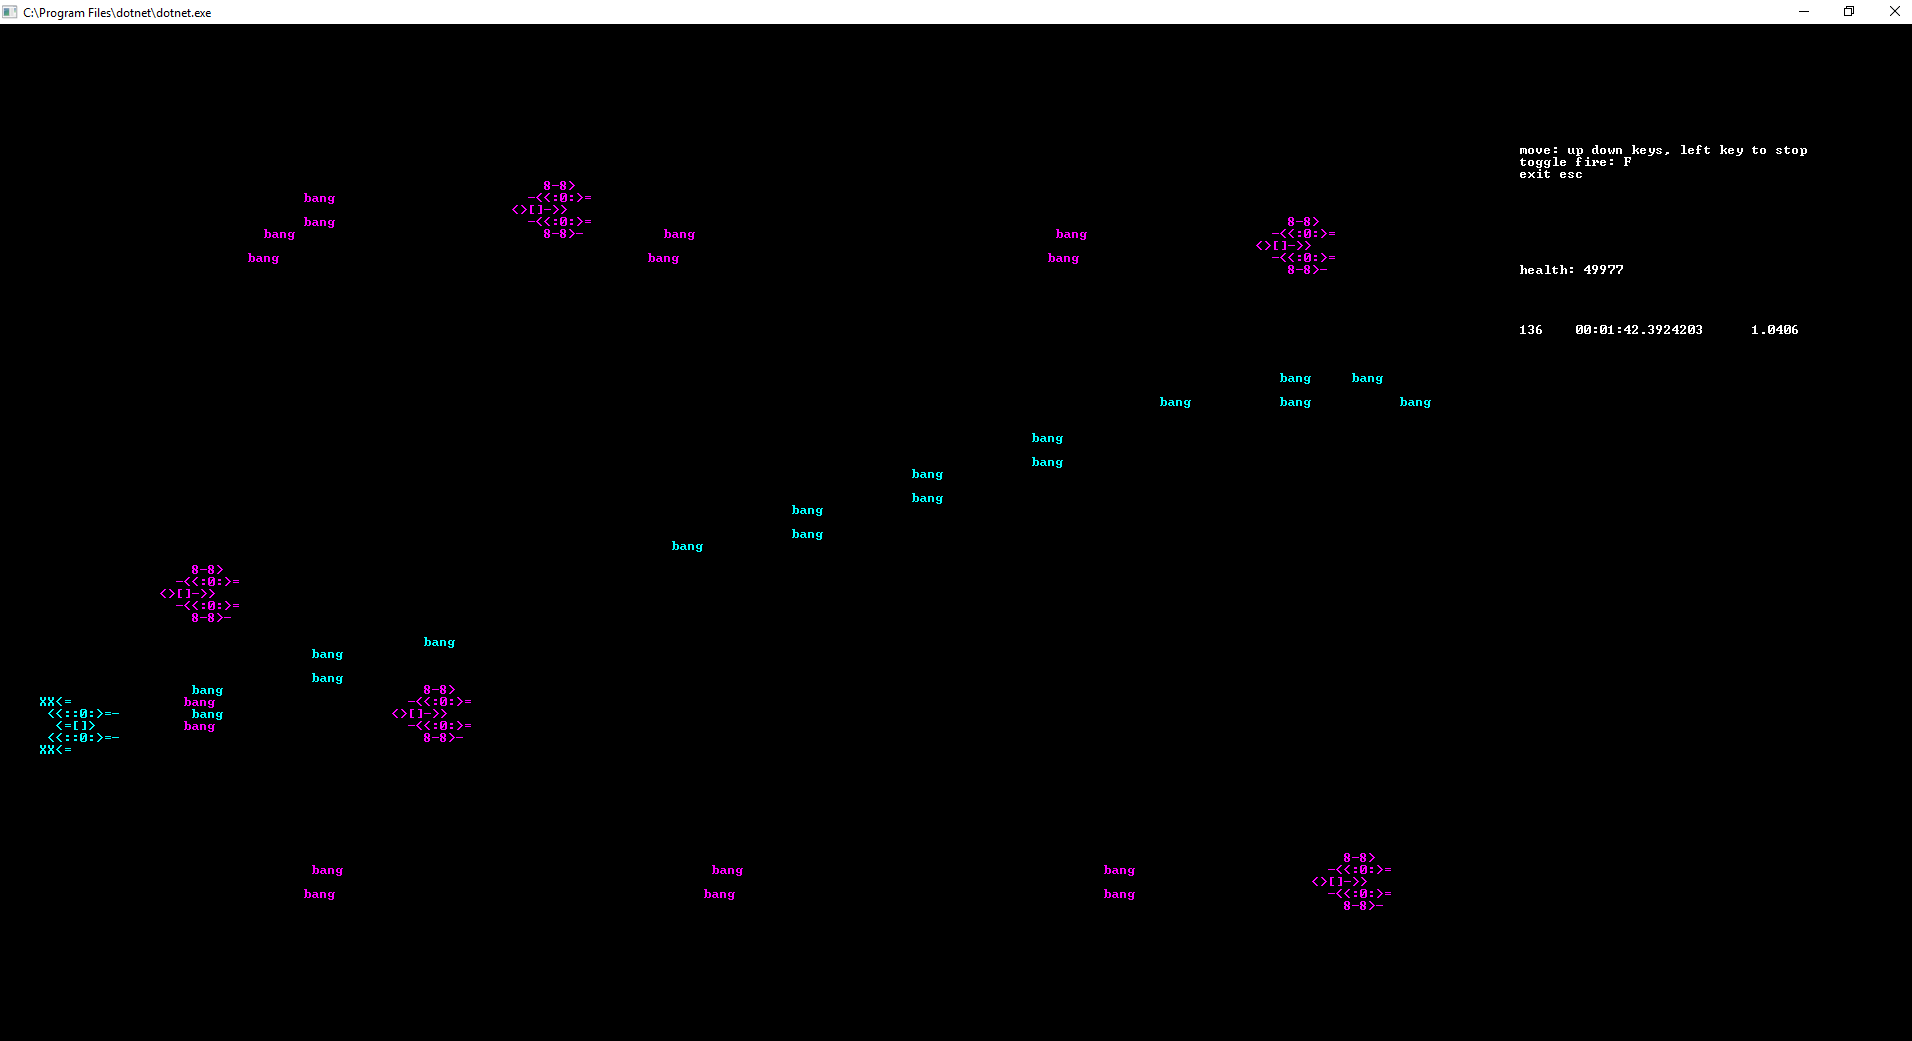 C:\Program Files\dotnet\dotnet.exe
move: up down keys, left key to stop
toggle fire: F
exit esc
8-8>
bang -<<:0:>=
<>[]->>
bang -<<:0:>= 8-8>
bang 8-8>- bang bang -<<:0:>=
<>[]->>
bang bang bang -<<:0:>=
8-8>- health: 49977
136 00:01:42.3924203 1.0406
bang bang
bang bang bang
bang
bang
bang
bang
bang
bang
bang
8-8>
-<<:0:>=
<>[]->>
-<<:0:>=
8-8>-
bang
bang
bang
bang 8-8>
XX<= bang -<<:0:>=
<<::0:>=- bang <>[]->>
<=[]> bang -<<:0:>=
<<::0:>=- 8-8>-
XX<=
8-8>
bang bang bang -<<:0:>=
<>[]->>
bang bang bang -<<:0:>=
8-8>-